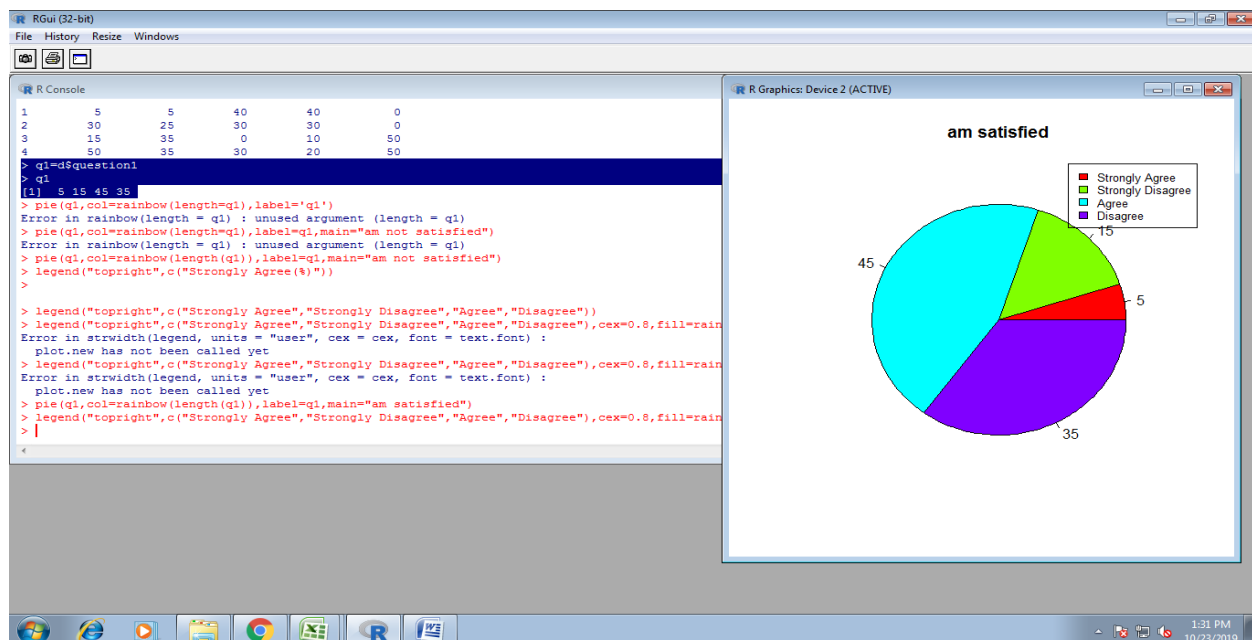 RGui (32-bit)
File History Resize Windows
R Console
1 5 5 40 40 0
2 30 25 30 30 0
3 15 35 0 10 50
4 50 35 30 20 50
> q1=d$question1
> q1
[1] 5 15 45 35
> pie(q1,col=rainbow(length=q1),label='q1')
Error in rainbow(length = q1) : unused argument (length = q1)
> pie(q1,col=rainbow(length=q1),label=q1,main="am not satisfied")
Error in rainbow(length = q1) : unused argument (length = q1)
> pie(q1,col=rainbow(length(q1)),label=q1,main="am not satisfied")
> legend("topright",c("Strongly Agree(%)"))
>
> legend("topright",c("Strongly Agree","Strongly Disagree","Agree","Disagree"))
> legend("topright",c("Strongly Agree","Strongly Disagree","Agree","Disagree"),cex=0.8,fill=rain
Error in strwidth(legend, units = "user", cex = cex, font = text.font) :
plot.new has not been called yet
> legend("topright",c("Strongly Agree","Strongly Disagree","Agree","Disagree"),cex=0.8,fill=rain
Error in strwidth(legend, units = "user", cex = cex, font = text.font) :
plot.new has not been called yet
> pie(q1,col=rainbow(length(q1)),label=q1,main="am satisfied")
> legend("topright",c("Strongly Agree","Strongly Disagree","Agree","Disagree"),cex=0.8,fill=rain
>
R Graphics: Device 2 (ACTIVE)
am satisfied
Strongly Agree
Strongly Disagree
Agree
Disagree
15
45
5
35
1:31 PM
10/23/2019